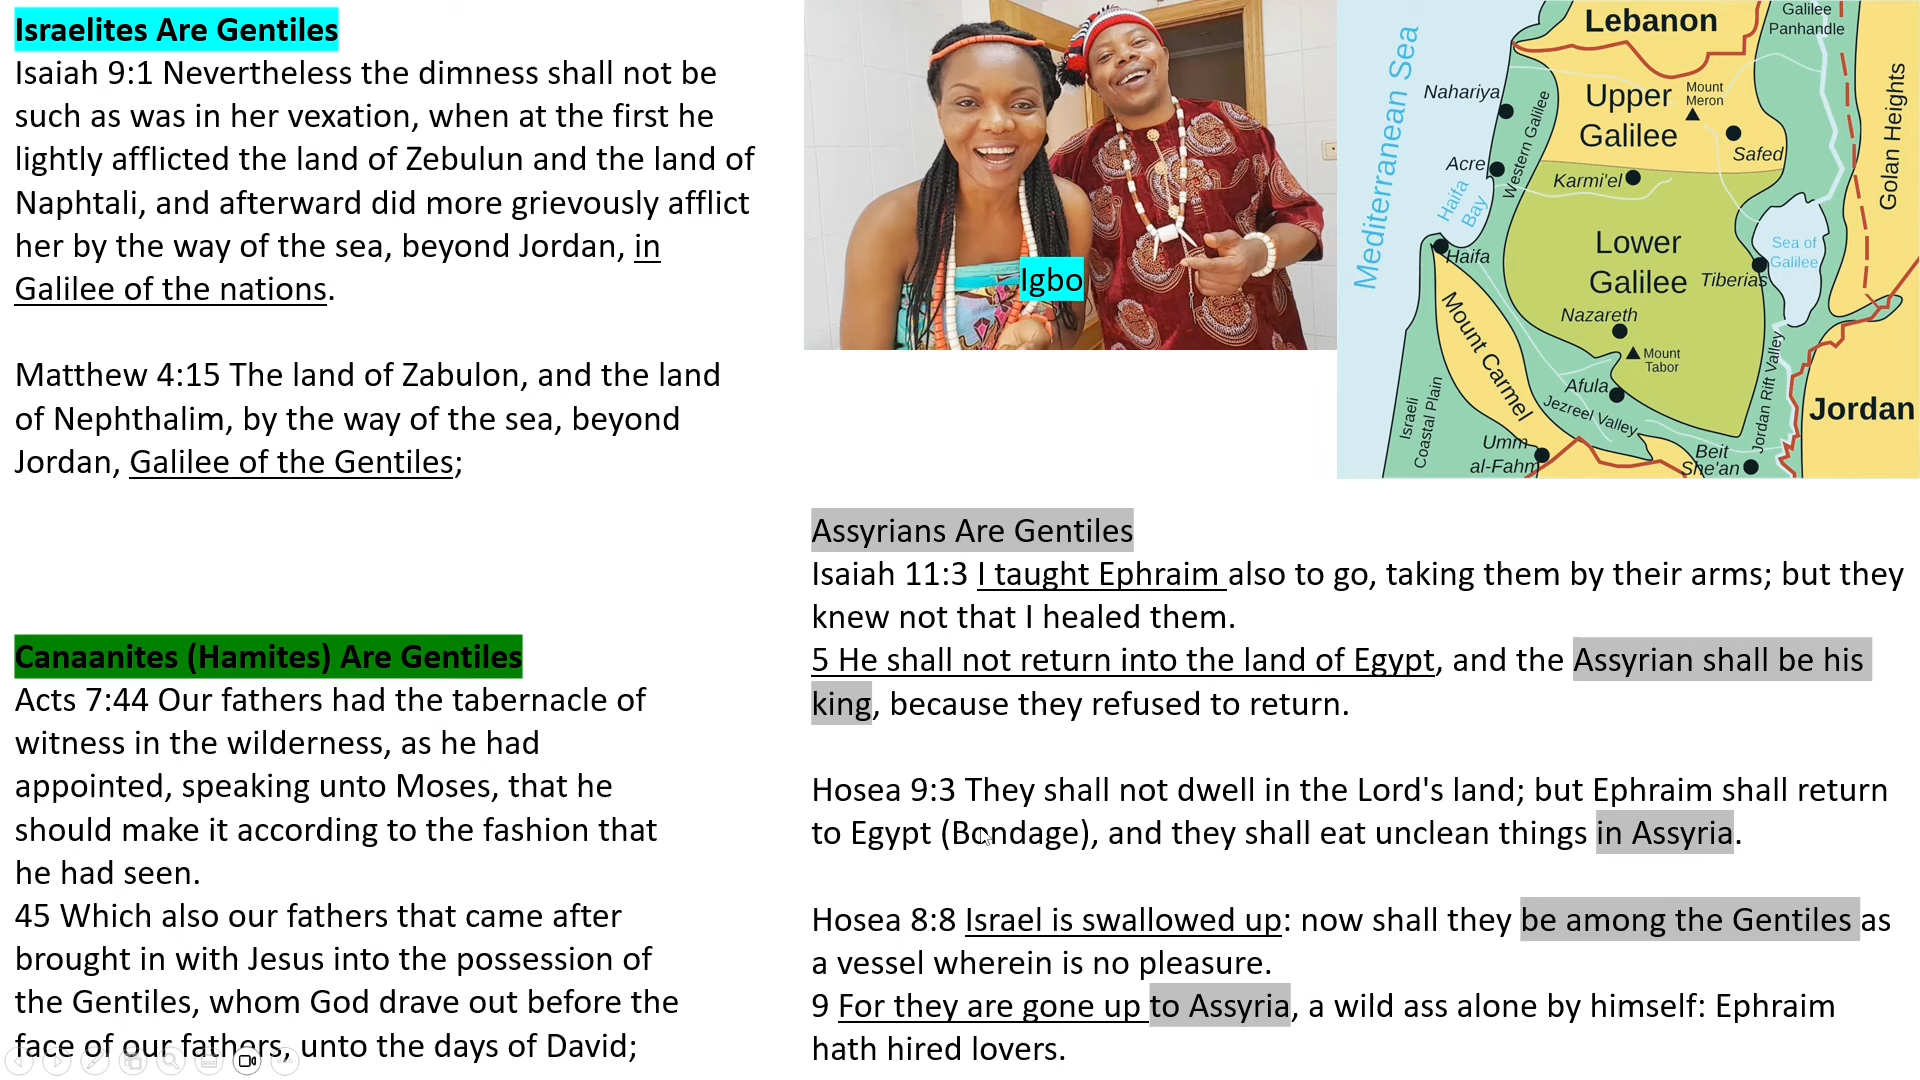 Israelites Are Gentiles
Isaiah 9:1 Nevertheless the dimness shall not be
such as was in her vexation, when at the first he
lightly afflicted the land of Zebulun and the land of
Naphtali, and afterward did more grievously afflict
her by the way of the sea, beyond Jordan, in
Galilee of the nations.
Matthew 4:15 The land of Zabulon, and the land
of Nephthalim, by the way of the sea, beyond
Jordan, Galilee of the Gentiles;
Canaanites (Hamites) Are Gentiles
Acts 7:44 Our fathers had the tabernacle of
witness in the wilderness, as he had
appointed, speaking unto Moses, that he
should make it according to the fashion that
he had seen.
45 Which also our fathers that came after
brought in with Jesus into the possession of
the Gentiles, whom God drave out before the
face of our fathers, unto the days of David;
Igbo
Mediterranean Sea
Lebanon
Galilee
Panhandle
Golan Heights
Nahariya
Western Galilee
Upper
Galilee
Mount
Meron
Safed
Acre
Haifa
Bay
Karmi'el
Haifa
Lower
Galilee
Sea of
Galilee
Tiberias
Nazareth
Mount
Tabor
Mount Carmel
Afula
Jezreel Valley
Jordan Rift Valley
Israeli
Coastal Plain
Jordan
Umm
al-Fahm
Beit
She'an
Assyrians Are Gentiles
Isaiah 11:3 I taught Ephraim also to go, taking them by their arms; but they
knew not that I healed them.
5 He shall not return into the land of Egypt, and the Assyrian shall be his
king, because they refused to return.
Hosea 9:3 They shall not dwell in the Lord's land; but Ephraim shall return
to Egypt (Bondage), and they shall eat unclean things in Assyria.
Hosea 8:8 Israel is swallowed up: now shall they be among the Gentiles as
a vessel wherein is no pleasure.
9 For they are gone up to Assyria, a wild ass alone by himself: Ephraim
hath hired lovers.